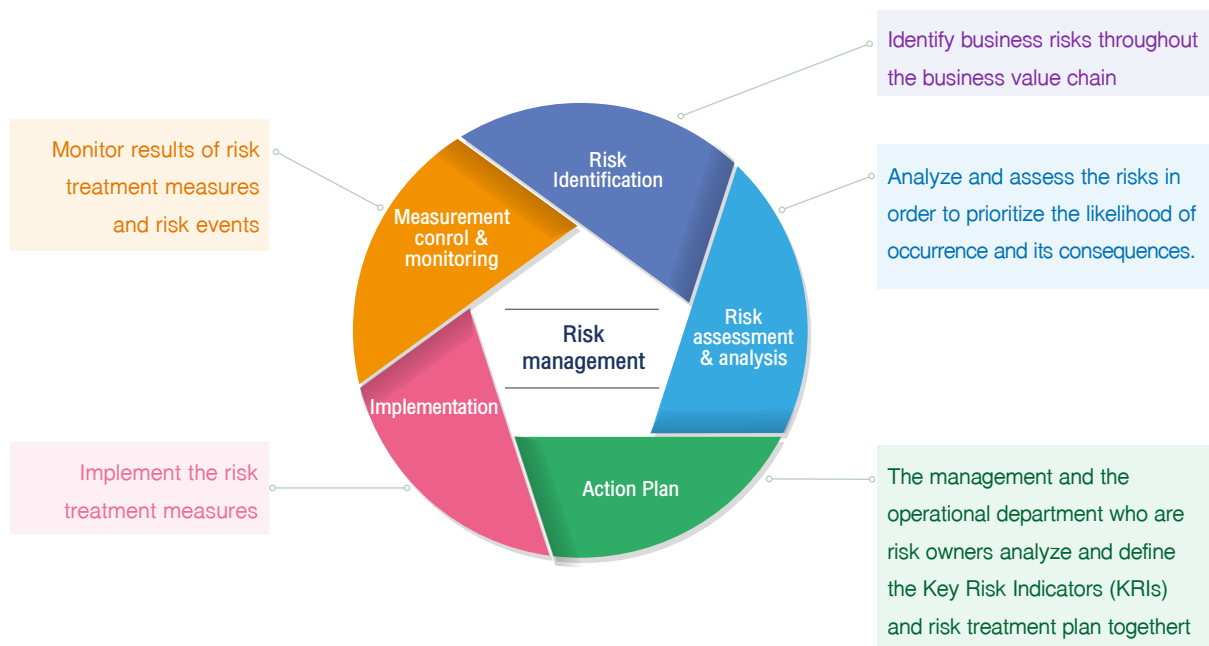 Identify business risks throughout
the business value chain
Risk
Identification
Analyze and assess the risks in
order to prioritize the likelihood of
occurrence and its consequences.
Risk
assessment
& analysis
The management and the
operational department who are
risk owners analyze and define
the Key Risk Indicators (KRIs)
and risk treatment plan togethert
Action Plan
Implement the risk
treatment measures
Implementation
Monitor results of risk
treatment measures
and risk events
Measurement
conrol &
monitoring
Risk
management